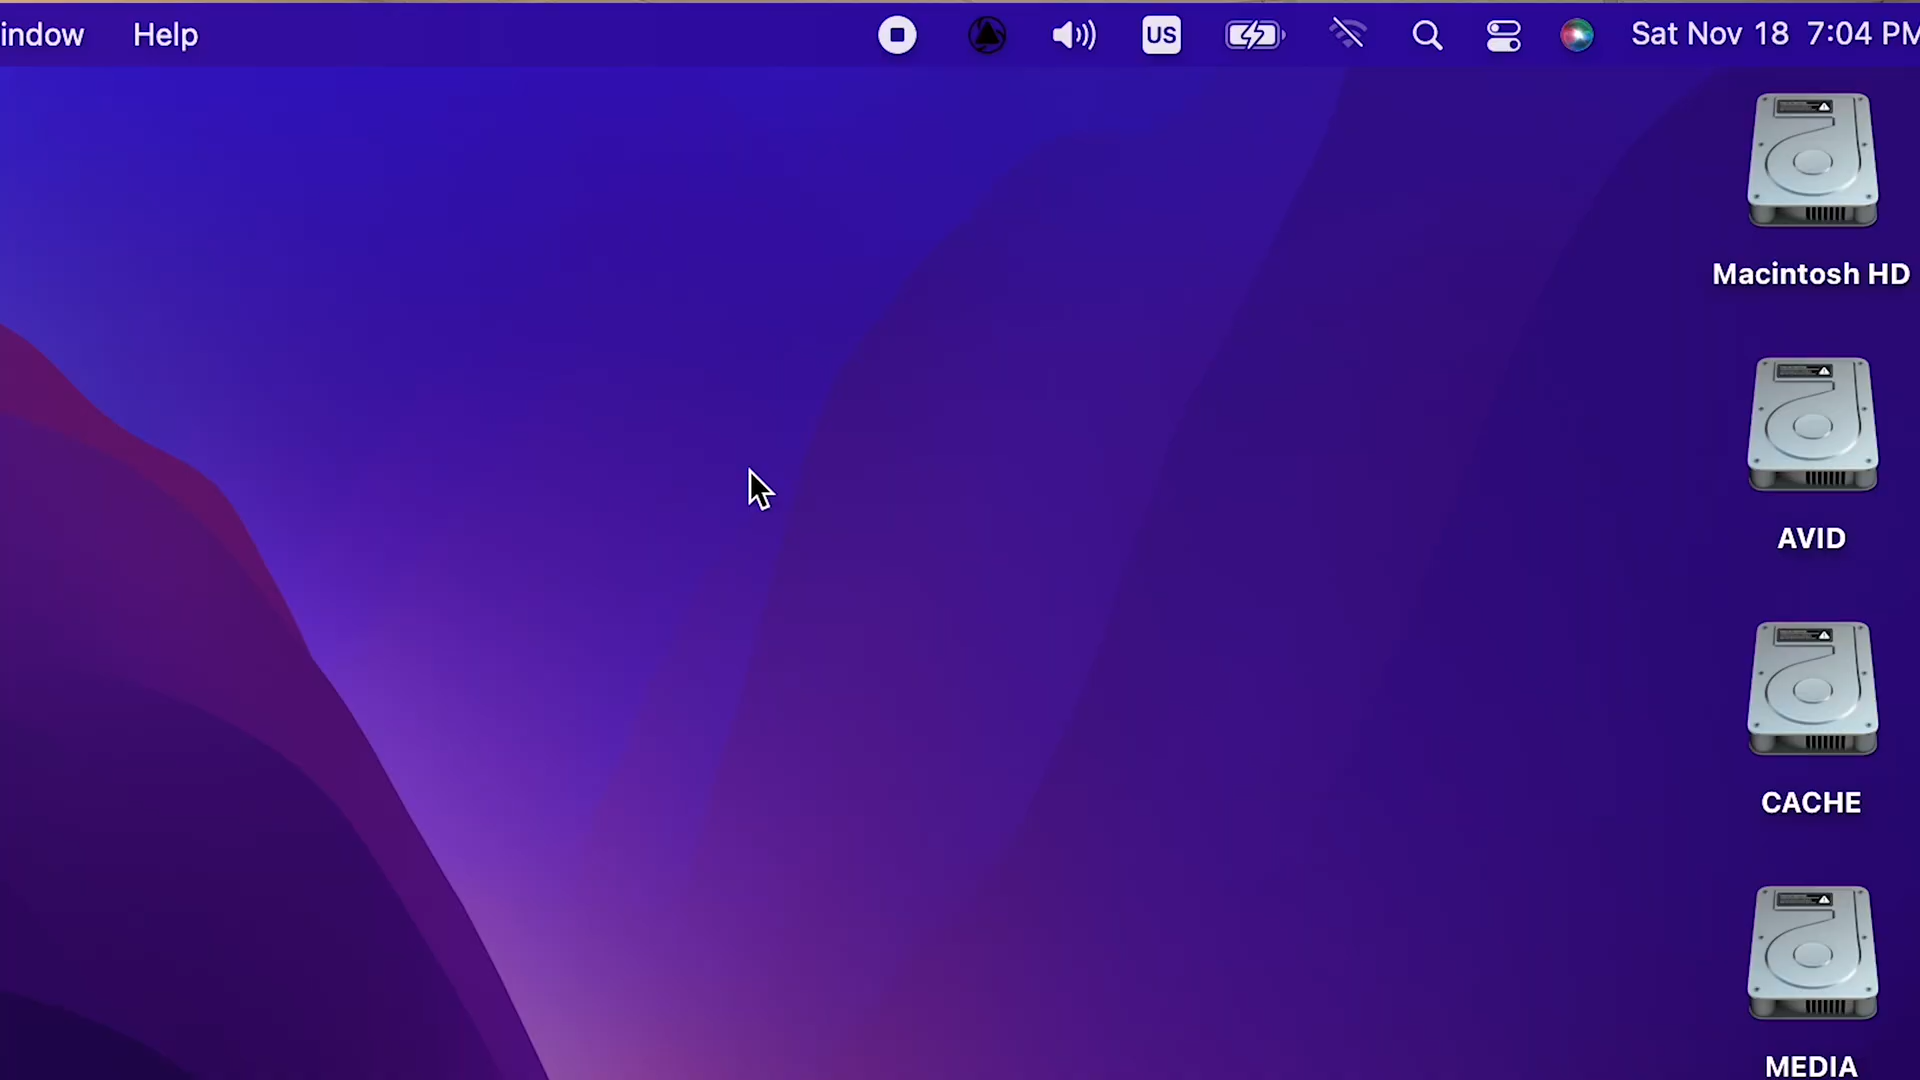 indow Help US Sat Nov 18 7:04 PM
Macintosh HD
AVID
CACHE
MEDIA